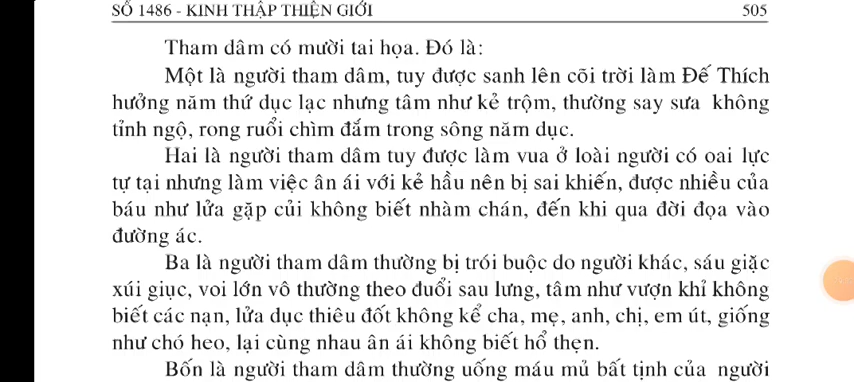 SỐ 1486 - KINH THẬP THIỆN GIỚI 505
Tham dâm có mười tai họa. Đó là:
Một là người tham dâm, tuy được sanh lên cõi trời làm Đế Thích
hưởng năm thứ dục lạc nhưng tâm như kẻ trộm, thường say sưa không
tỉnh ngộ, rong ruổi chìm đắm trong sông năm dục.
Hai là người tham dâm tuy được làm vua ở loài người có oai lực
tự tại nhưng làm việc ân ái với kẻ hầu nên bị sai khiến, được nhiều của
báu như lửa gặp củi không biết nhàm chán, đến khi qua đời đọa vào
đường ác.
Ba là người tham dâm thường bị trói buộc do người khác, sáu giặc
xúi giục, voi lớn vô thường theo đuổi sau lưng, tâm như vượn khỉ không
biết các nạn, lửa dục thiêu đốt không kể cha, mẹ, anh, chị, em út, giống
như chó heo, lại cùng nhau ân ái không biết hổ thẹn.
Bốn là người tham dâm thường uống máu mủ bất tịnh của người